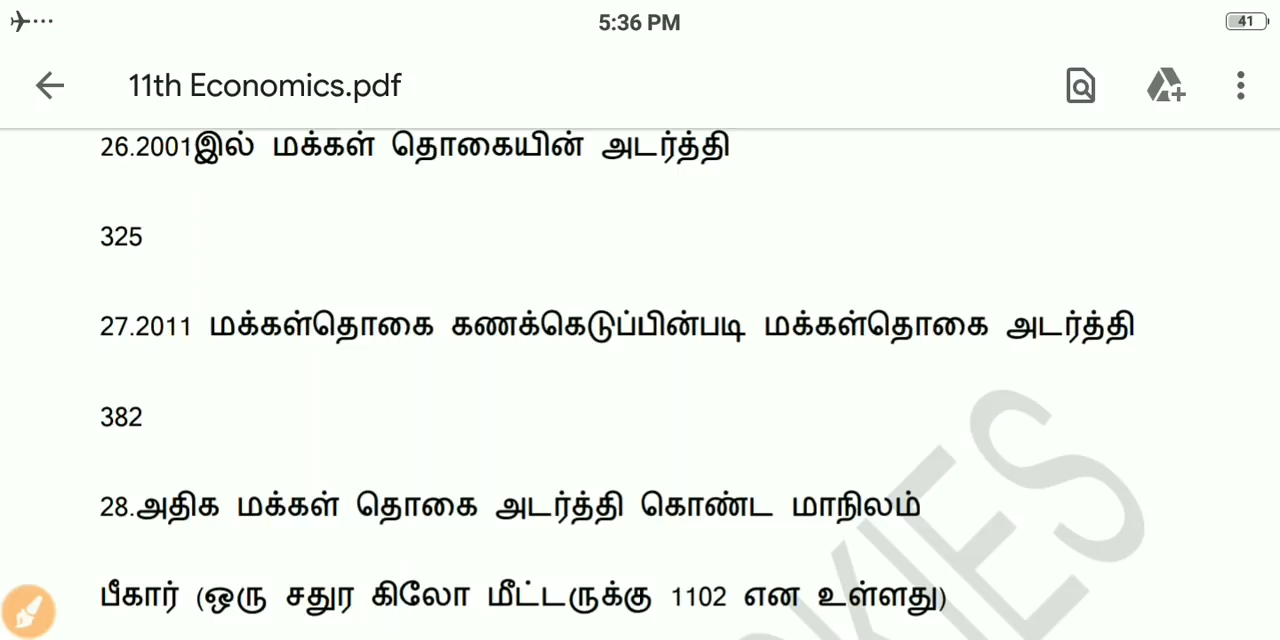 5:36 PM
41
11th Economics.pdf
26.2001இல் மக்கள் தொகையின் அடர்த்தி
325
27.2011 மக்கள்தொகை கணக்கெடுப்பின்படி மக்கள்தொகை அடர்த்தி
382
28.அதிக மக்கள் தொகை அடர்த்தி கொண்ட மாநிலம்
பீகார் (ஒரு சதுர கிலோ மீட்டருக்கு 1102 என உள்ளது)